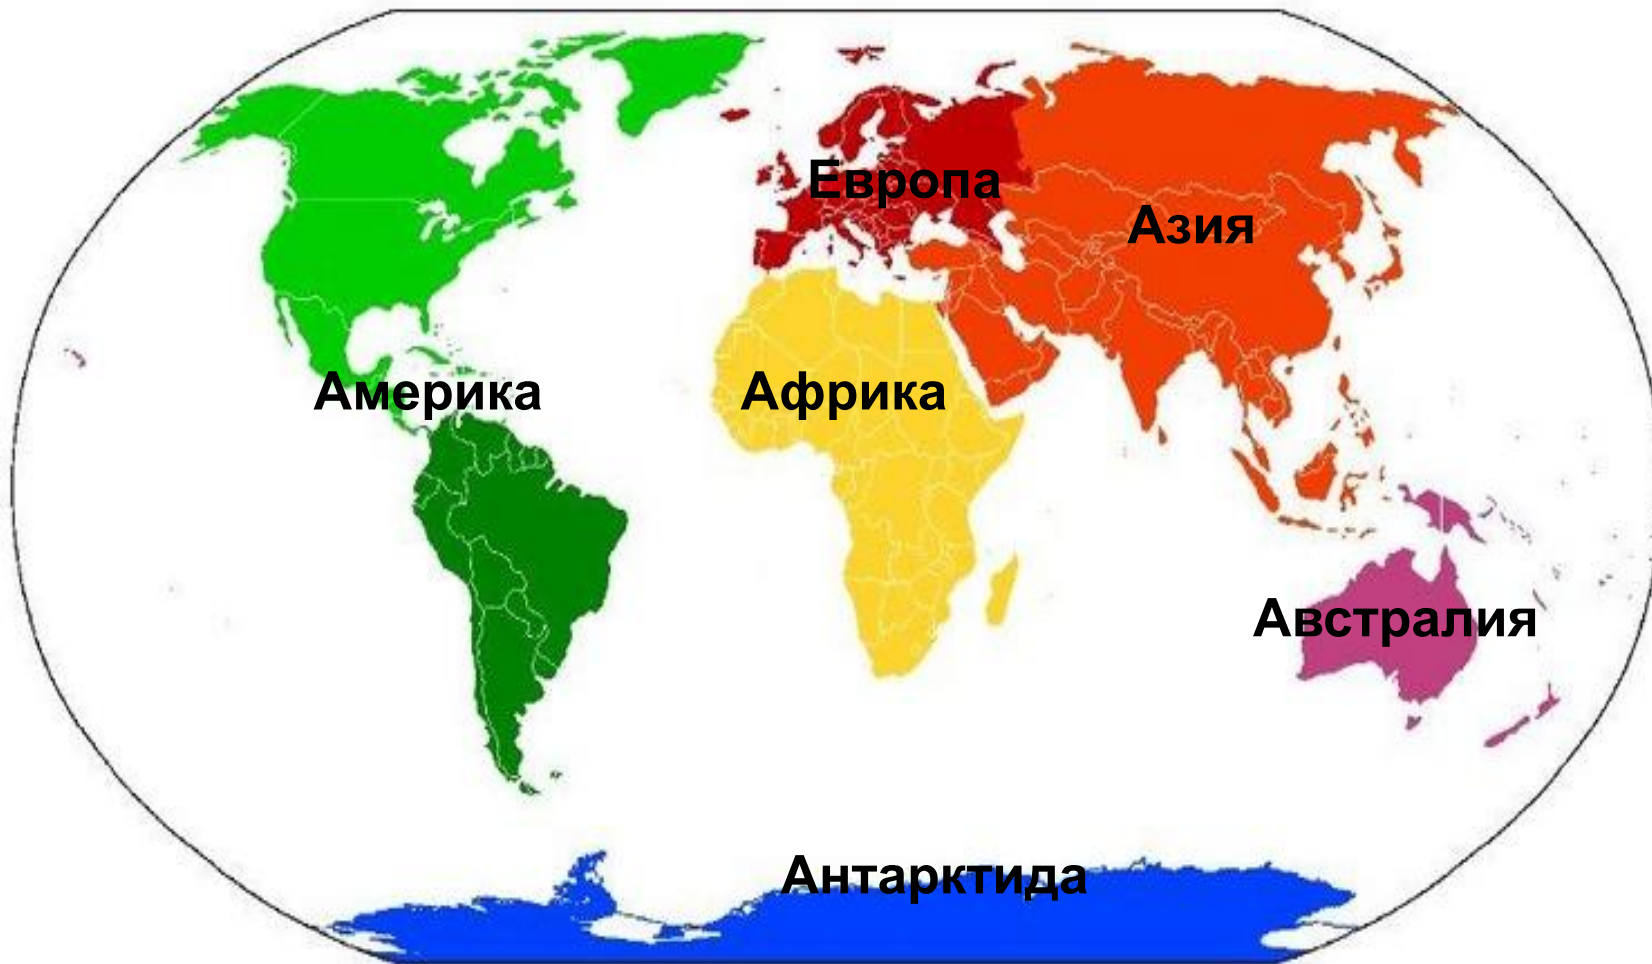 Европа
Азия
Америка
Африка
Австралия
Антарктида